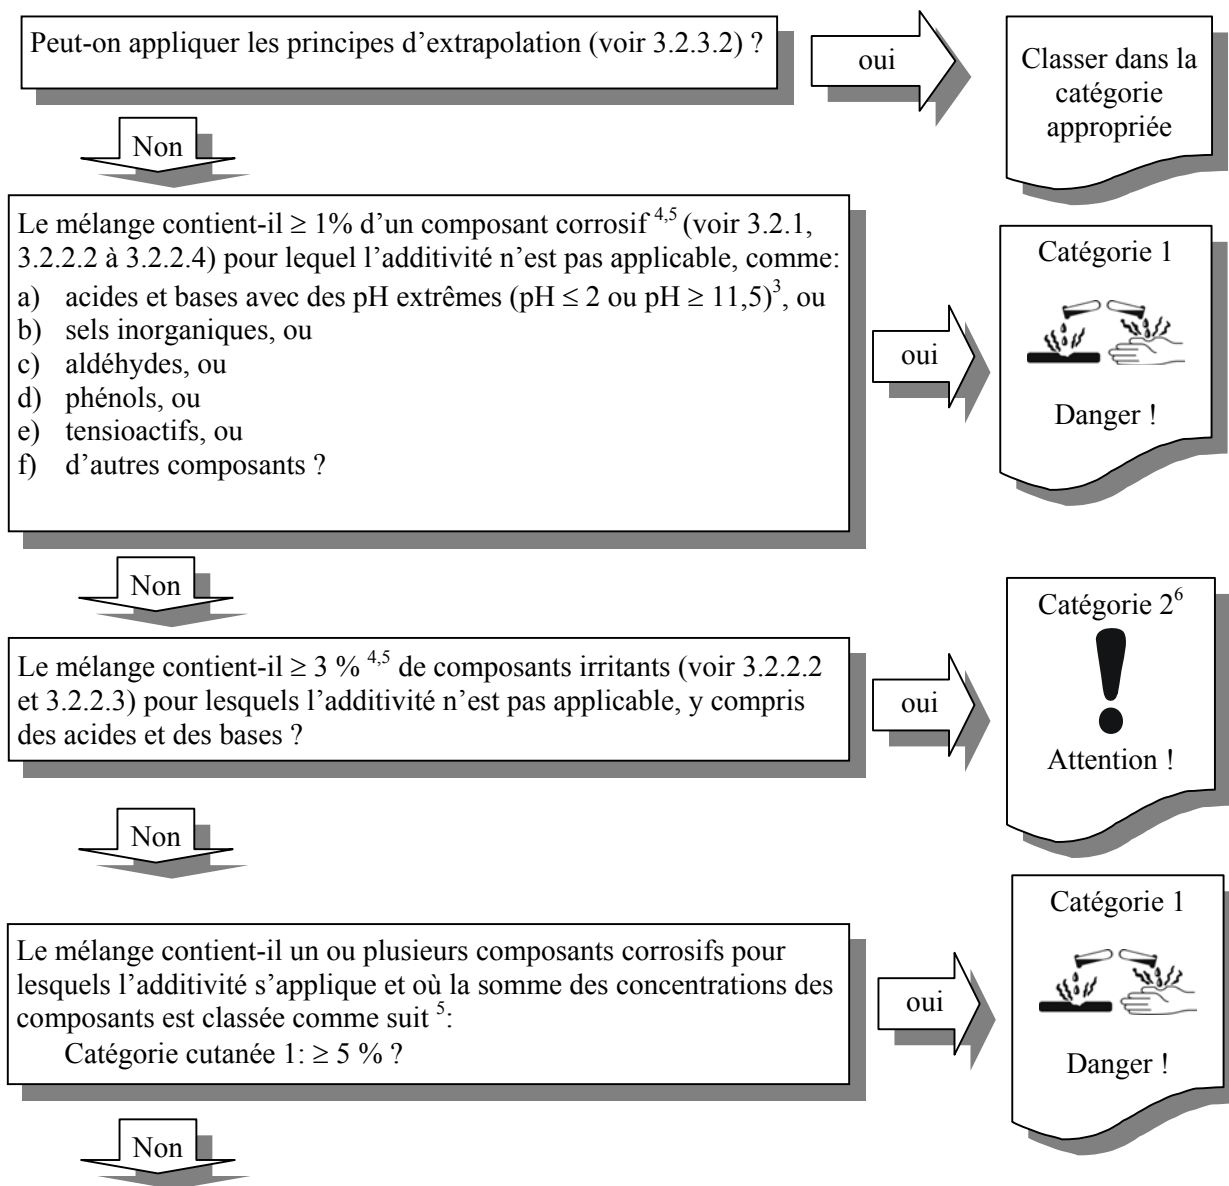 Peut-on appliquer les principes d’extrapolation (voir 3.2.3.2) ?
oui
Classer dans la
catégorie
appropriée
Non
Le mélange contient-il ≥ 1% d’un composant corrosif 4,5 (voir 3.2.1,
3.2.2.2 à 3.2.2.4) pour lequel l’additivité n’est pas applicable, comme:
a) acides et bases avec des pH extrêmes (pH ≤ 2 ou pH ≥ 11,5)3, ou
b) sels inorganiques, ou
c) aldéhydes, ou
d) phénols, ou
e) tensioactifs, ou
f) d’autres composants ?
oui
Catégorie 1
Danger !
Non
Le mélange contient-il ≥ 3 % 4,5 de composants irritants (voir 3.2.2.2
et 3.2.2.3) pour lesquels l’additivité n’est pas applicable, y compris
des acides et des bases ?
oui
Catégorie 26
Attention !
Non
Le mélange contient-il un ou plusieurs composants corrosifs pour
lesquels l’additivité s’applique et où la somme des concentrations des
composants est classée comme suit 5:
Catégorie cutanée 1: ≥ 5 % ?
oui
Catégorie 1
Danger !
Non